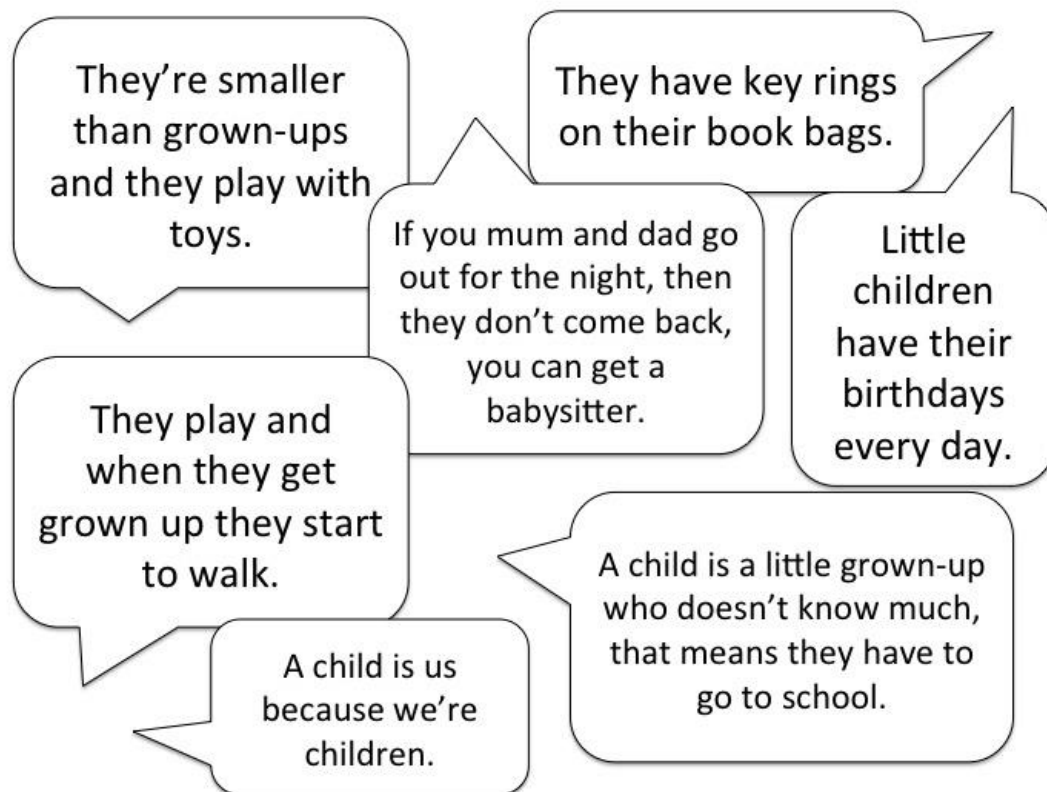 They’re smaller
than grown-ups
and they play with
toys.
They have key rings
on their book bags.
If you mum and dad go
out for the night, then
they don’t come back,
you can get a
babysitter.
Little
children
have their
birthdays
every day.
They play and
when they get
grown up they start
to walk.
A child is a little grown-up
who doesn’t know much,
that means they have to
go to school.
A child is us
because we’re
children.